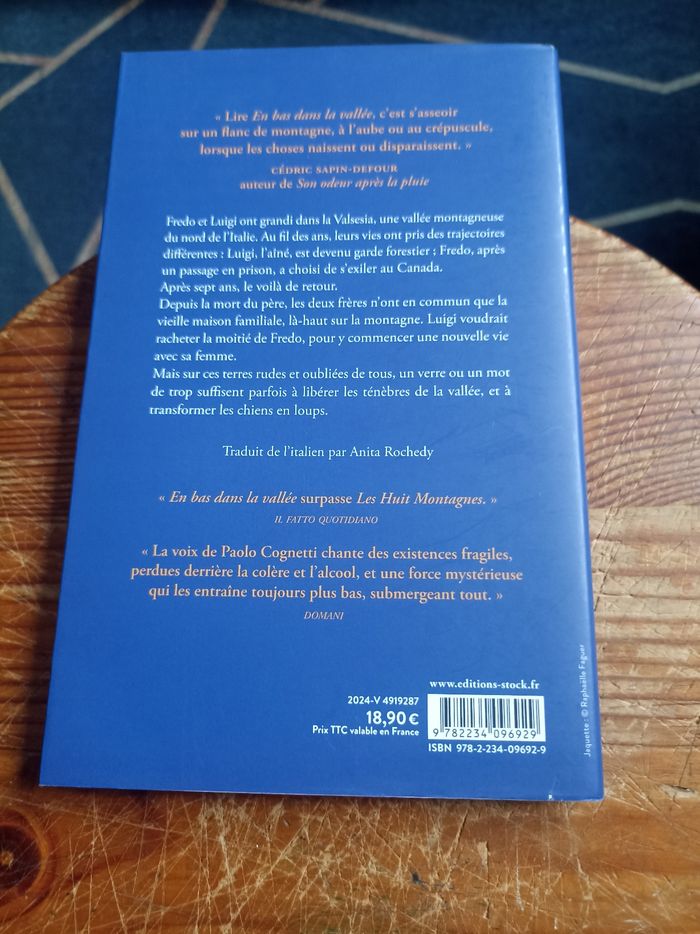 « Lire En bas dans la vallée, c'est s'asseoir
sur un flanc de montagne, à l'aube ou au crépuscule,
lorsque les choses naissent ou disparaissent. »
CÉDRIC SAPIN-DEFOUR
auteur de Son odeur après la pluie
Fredo et Luigi ont grandi dans la Valsesia, une vallée montagneuse
du nord de l'Italie. Au fil des ans, leurs vies ont pris des trajectoires
différentes : Luigi, l'aîné, est devenu garde forestier ; Fredo, après
un passage en prison, a choisi de s'exiler au Canada.
Après sept ans, le voilà de retour.
Depuis la mort du père, les deux frères n'ont en commun que la
vieille maison familiale, là-haut sur la montagne. Luigi voudrait
racheter la moitié de Fredo, pour y commencer une nouvelle vie
avec sa femme.
Mais sur ces terres rudes et oubliées de tous, un verre ou un mot
de trop suffisent parfois à libérer les ténèbres de la vallée, et à
transformer les chiens en loups.
Traduit de l'italien par Anita Rochedy
« En bas dans la vallée surpasse Les Huit Montagnes. »
IL FATTO QUOTIDIANO
« La voix de Paolo Cognetti chante des existences fragiles,
perdues derrière la colère et l'alcool, et une force mystérieuse
qui les entraîne toujours plus bas, submergeant tout. »
DOMANI
www.editions-stock.fr
2024-V 4919287
18,90 €
Prix TTC valable en France
9 782234 096929
ISBN 978-2-234-09692-9
Jaquette : © Raphaëlle Faguer